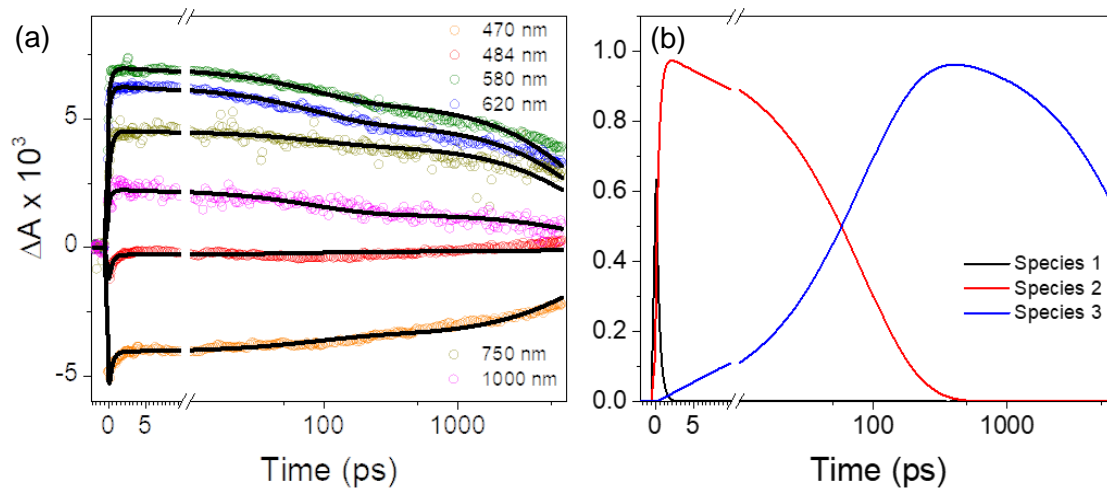 (a)
470 nm
484 nm
580 nm
620 nm
750 nm
1000 nm
5
0
-5
ΔA x 10³
0 5 100 1000
Time (ps)
(b)
1.0
0.8
0.6
0.4
0.2
0.0
Species 1
Species 2
Species 3
0 5 100 1000
Time (ps)